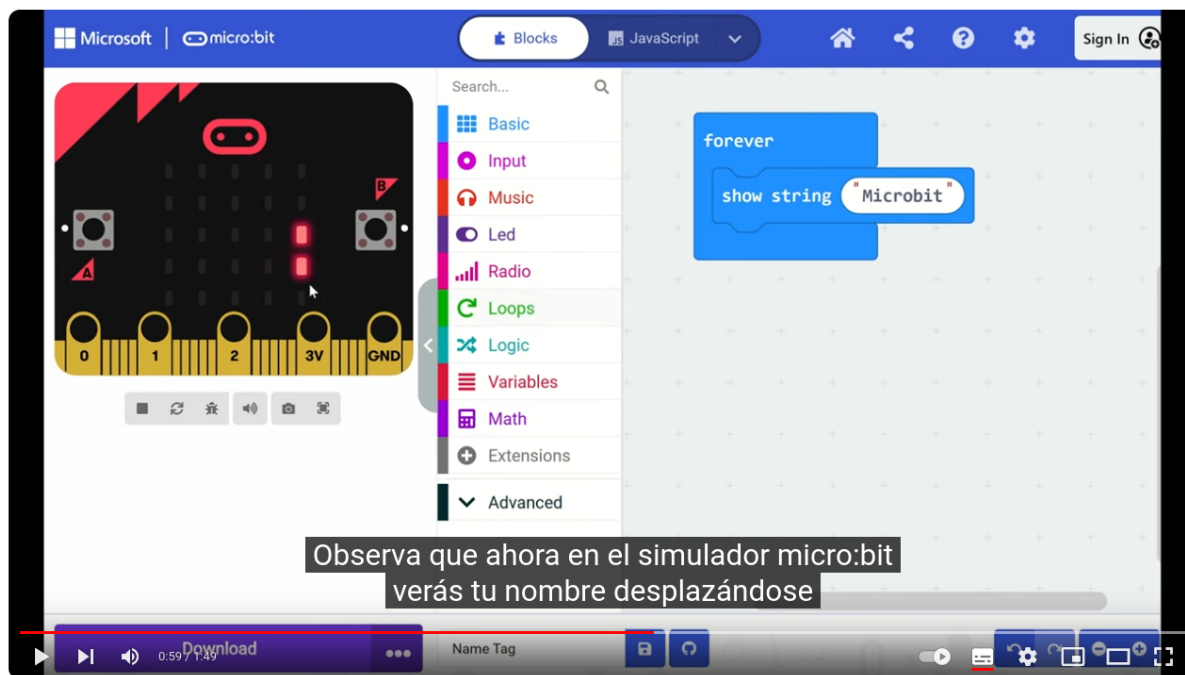 Microsoft | micro:bit
Blocks
JS JavaScript
Sign In
Search...
Basic
Input
Music
Led
Radio
Loops
Logic
Variables
Math
Extensions
Advanced
B
A
0 1 2 3V GND
forever
show string "Microbit"
Observa que ahora en el simulador micro:bit
verás tu nombre desplazándose
Download
Name Tag
0:59 / 1:49